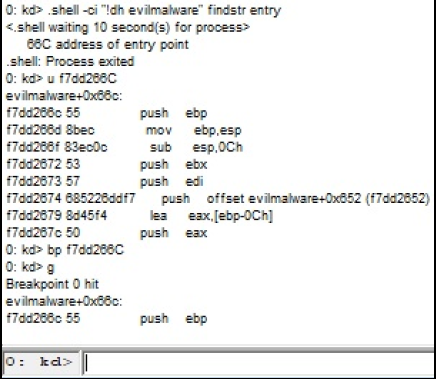 0: kd> .shell -ci "!dh evilmalware" findstr entry
<.shell waiting 10 second(s) for process>
66C address of entry point
.shell: Process exited
0: kd> u f7dd266C
evilmalware+0x66c:
f7dd266c 55 push ebp
f7dd266d 8bec mov ebp,esp
f7dd266f 83ec0c sub esp,0Ch
f7dd2672 53 push ebx
f7dd2673 57 push edi
f7dd2674 685226ddf7 push offset evilmalware+0x652 (f7dd2652)
f7dd2679 8d45f4 lea eax,[ebp-0Ch]
f7dd267c 50 push eax
0: kd> bp f7dd266C
0: kd> g
Breakpoint 0 hit
evilmalware+0x66c:
f7dd266c 55 push ebp
0: kd>